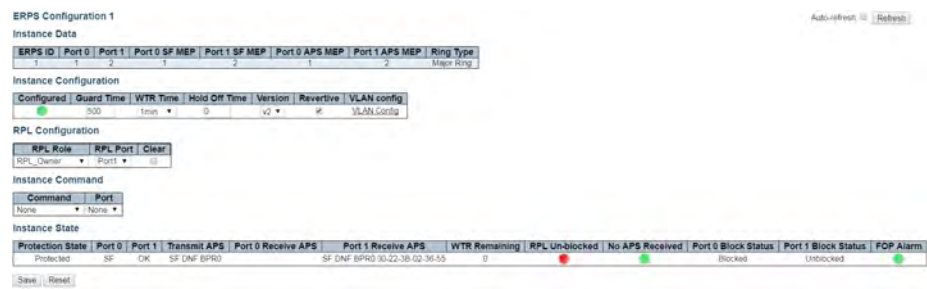 ERPS Configuration 1
Auto-refresh Refresh
Instance Data
ERPS ID Port 0 Port 1 Port 0 SF MEP Port 1 SF MEP Port 0 APS MEP Port 1 APS MEP Ring Type
1 1 2 1 2 1 2 Major Ring
Instance Configuration
Configured Guard Time WTR Time Hold Off Time Version Revertive VLAN config
500 1min 0 v2 VLAN Config
RPL Configuration
RPL Role RPL Port Clear
RPL_Owner Port1
Instance Command
Command Port
None None
Instance State
Protection State Port 0 Port 1 Transmit APS Port 0 Receive APS Port 1 Receive APS WTR Remaining RPL Un-blocked No APS Received Port 0 Block Status Port 1 Block Status FOP Alarm
Protected SF OK SF DNF BPR0 SF DNF BPR0 00-22-3B-02-36-55 0 Blocked Unblocked
Save Reset